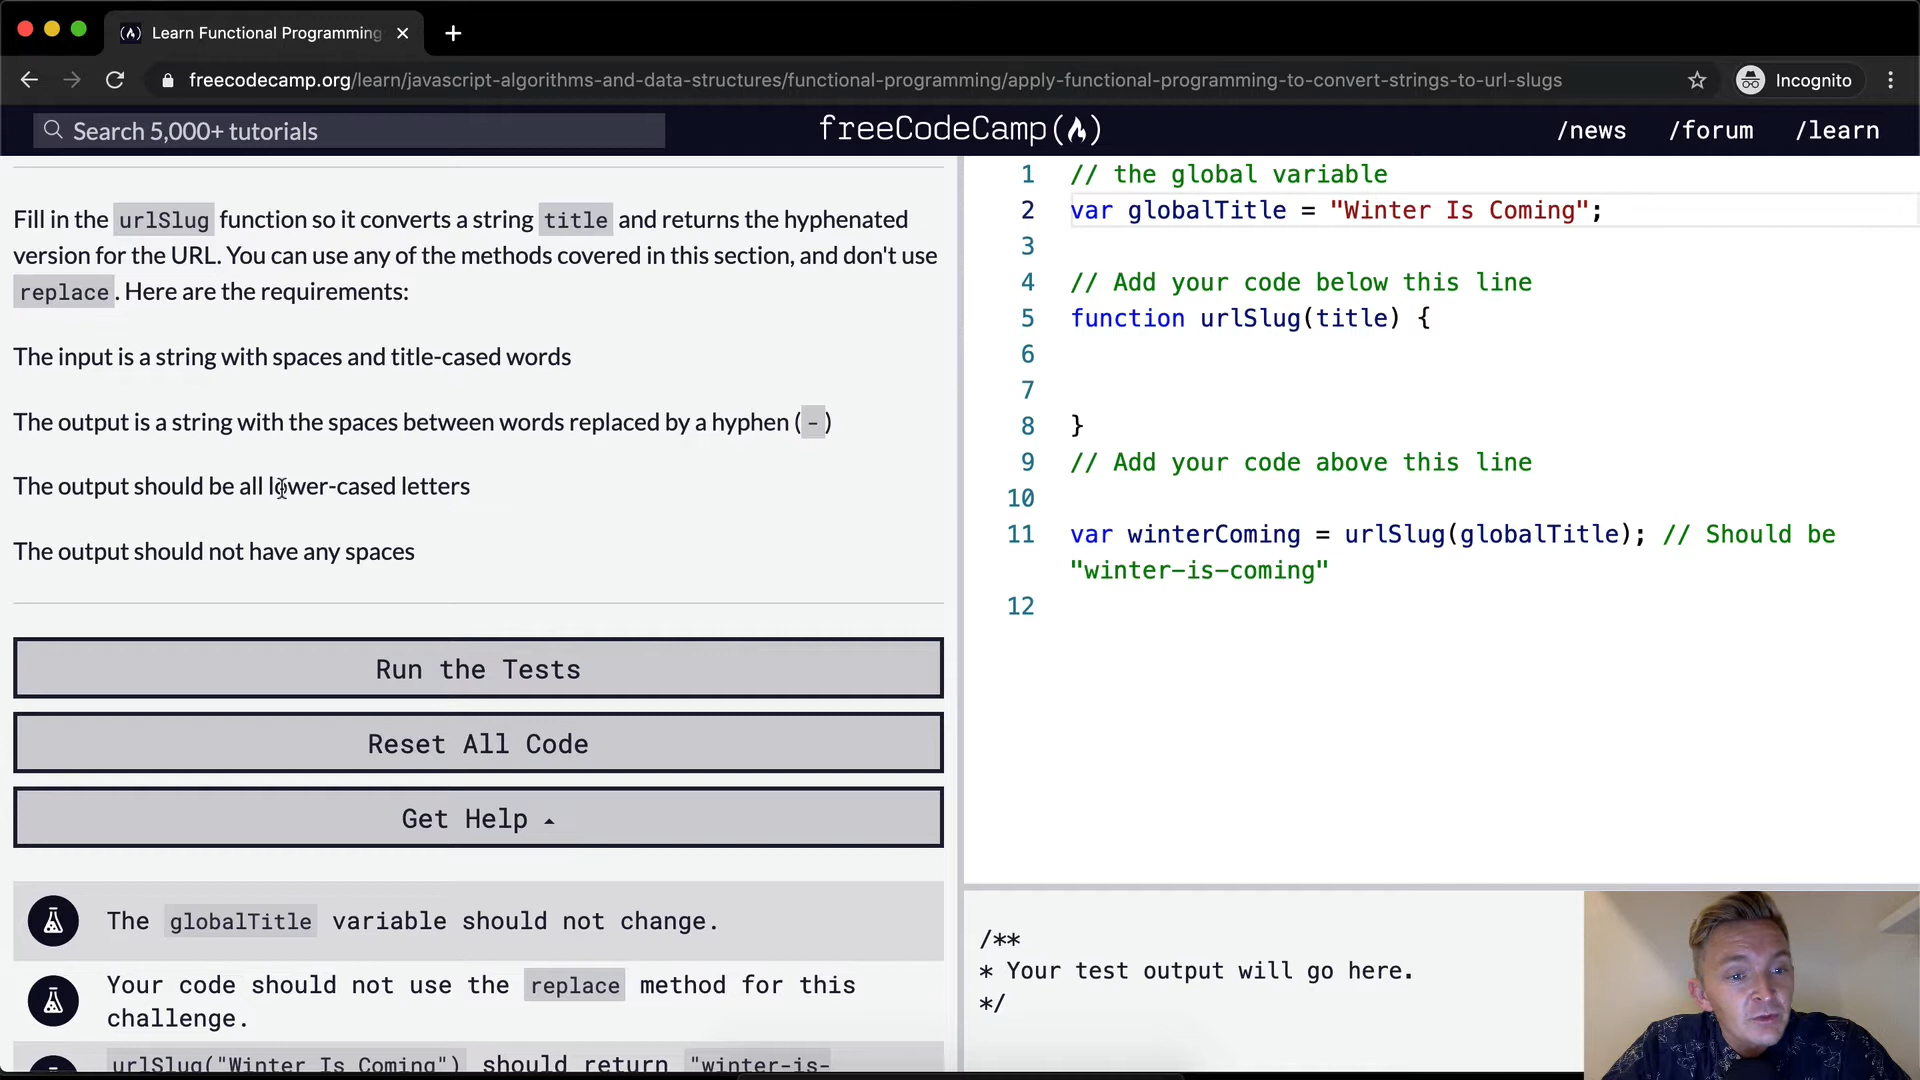 Learn Functional Programming
freecodecamp.org/learn/javascript-algorithms-and-data-structures/functional-programming/apply-functional-programming-to-convert-strings-to-url-slugs
Incognito
Search 5,000+ tutorials
freeCodeCamp
/news /forum /learn
Fill in the urlSlug function so it converts a string title and returns the hyphenated
version for the URL. You can use any of the methods covered in this section, and don't use
replace. Here are the requirements:
The input is a string with spaces and title-cased words
The output is a string with the spaces between words replaced by a hyphen (-)
The output should be all lower-cased letters
The output should not have any spaces
Run the Tests
Reset All Code
Get Help
The globalTitle variable should not change.
Your code should not use the replace method for this
challenge.
urlSlug("Winter Is Coming") should return "winter-is-
1 // the global variable
2 var globalTitle = "Winter Is Coming";
3
4 // Add your code below this line
5 function urlSlug(title) {
6
7
8 }
9 // Add your code above this line
10
11 var winterComing = urlSlug(globalTitle); // Should be
"winter-is-coming"
12
/**
* Your test output will go here.
*/